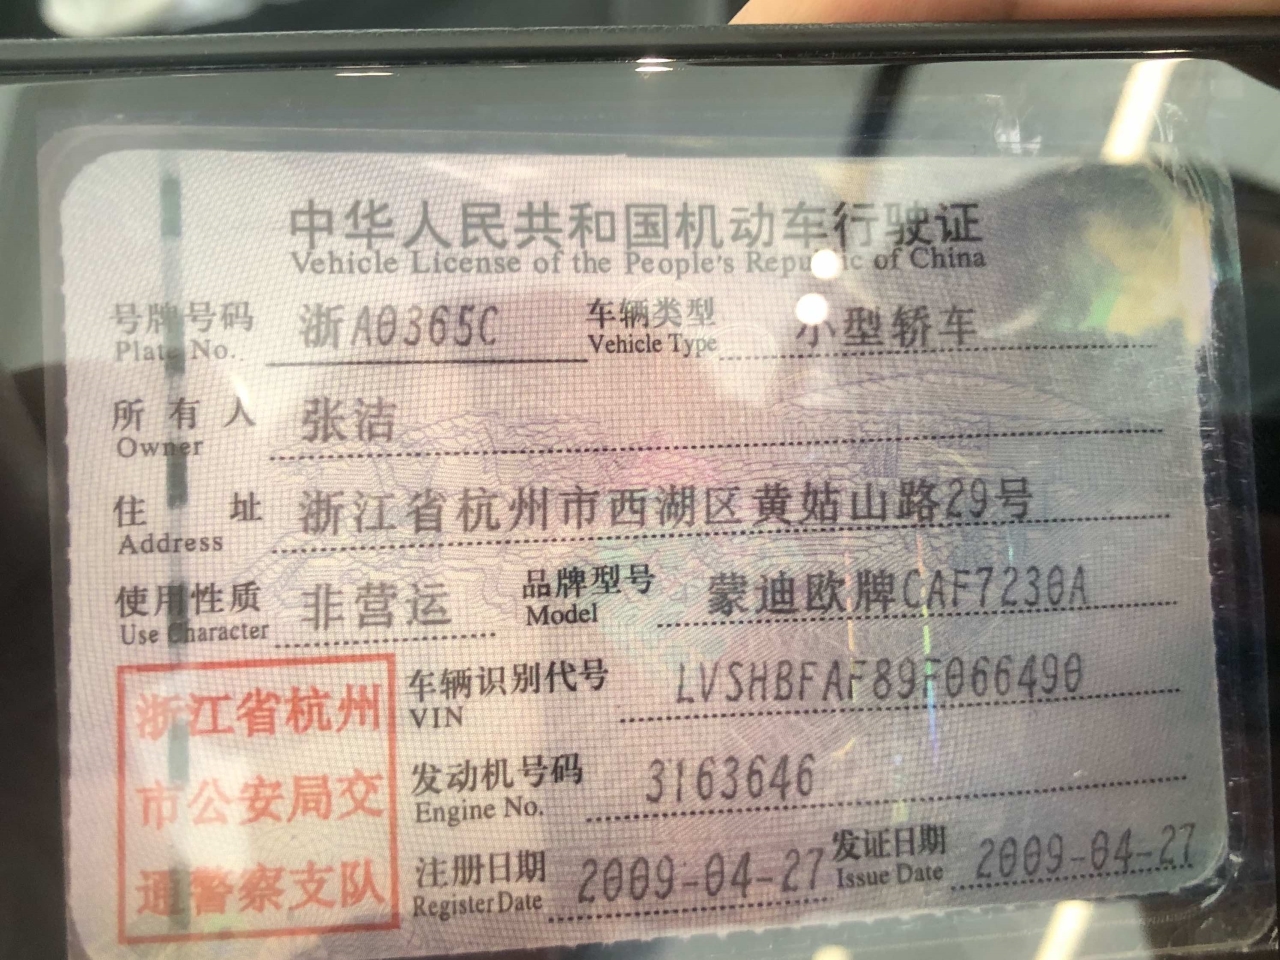 中华人民共和国机动车行驶证
Vehicle License of the People's Republic of China
号牌号码 浙A0365C 车辆类型 小型轿车
Plate No. Vehicle Type
所有人 张洁
Owner
住址 浙江省杭州市西湖区黄姑山路29号
Address
使用性质 非营运 品牌型号 蒙迪欧牌CAF7230A
Use Character Model
浙江省杭州
市公安局交
通警察支队
车辆识别代号 LVSHBFAF89F066490
VIN
发动机号码 3163646
Engine No.
注册日期 2009-04-27 发证日期 2009-04-27
Register Date Issue Date